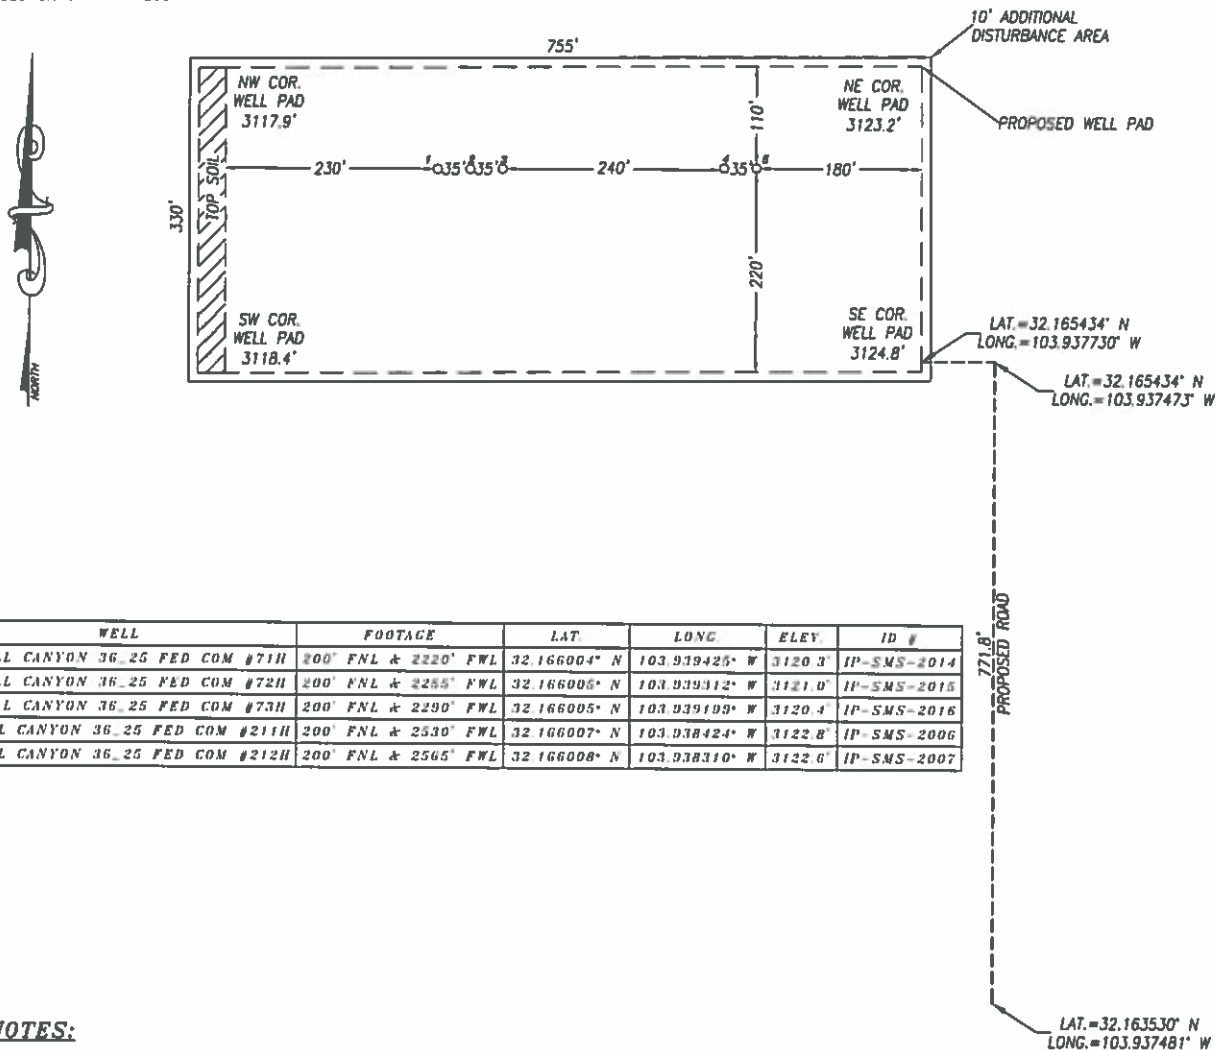 10' ADDITIONAL
DISTURBANCE AREA
755'
NW COR.
WELL PAD
3117.9'
NE COR.
WELL PAD
3123.2'
110'
PROPOSED WELL PAD
TOP SOIL
230'
1
35'
2
35'
3
240'
4
35'
5
180'
330'
220'
SW COR.
WELL PAD
3118.4'
SE COR.
WELL PAD
3124.8'
LAT.=32.165434° N
LONG.=103.937730° W
LAT.=32.165434° N
LONG.=103.937473° W
NORTH
771.8'
PROPOSED ROAD
WELL FOOTAGE LAT. LONG. ELEV. ID #
L CANYON 36_25 FED COM #71H 200' FNL & 2220' FWL 32.166004° N 103.939425° W 3120.3' IP-SMS-2014
L CANYON 36_25 FED COM #72H 200' FNL & 2255' FWL 32.166005° N 103.939312° W 3121.0' IP-SMS-2015
L CANYON 36_25 FED COM #73H 200' FNL & 2290' FWL 32.166005° N 103.939199° W 3120.4' IP-SMS-2016
L CANYON 36_25 FED COM #211H 200' FNL & 2530' FWL 32.166007° N 103.938424° W 3122.8' IP-SMS-2006
L CANYON 36_25 FED COM #212H 200' FNL & 2565' FWL 32.166008° N 103.938310° W 3122.6' IP-SMS-2007
NOTES:
LAT.=32.163530° N
LONG.=103.937481° W